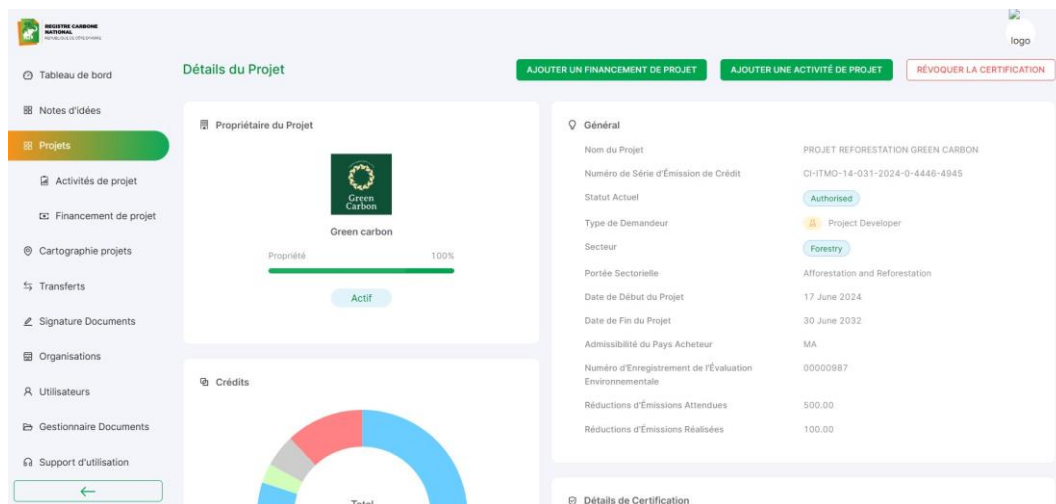 REGISTRE CARBONE
NATIONAL
logo
Tableau de bord
Notes d'idées
Projets
Activités de projet
Financement de projet
Cartographie projets
Transferts
Signature Documents
Organisations
Utilisateurs
Gestionnaire Documents
Support d'utilisation
Détails du Projet
AJOUTER UN FINANCEMENT DE PROJET
AJOUTER UNE ACTIVITÉ DE PROJET
RÉVOQUER LA CERTIFICATION
Propriétaire du Projet
Green
Carbon
Green carbon
Propriété 100%
Actif
Crédits
Total
Général
Nom du Projet PROJET REFORESTATION GREEN CARBON
Numéro de Série d'Émission de Crédit CI-ITMO-14-031-2024-0-4446-4945
Statut Actuel Authorised
Type de Demandeur Project Developer
Secteur Forestry
Portée Sectorielle Afforestation and Reforestation
Date de Début du Projet 17 June 2024
Date de Fin du Projet 30 June 2032
Admissibilité du Pays Acheteur MA
Numéro d'Enregistrement de l'Évaluation 00000987
Environnementale
Réductions d'Émissions Attendues 500.00
Réductions d'Émissions Réalisées 100.00
Détails de Certification